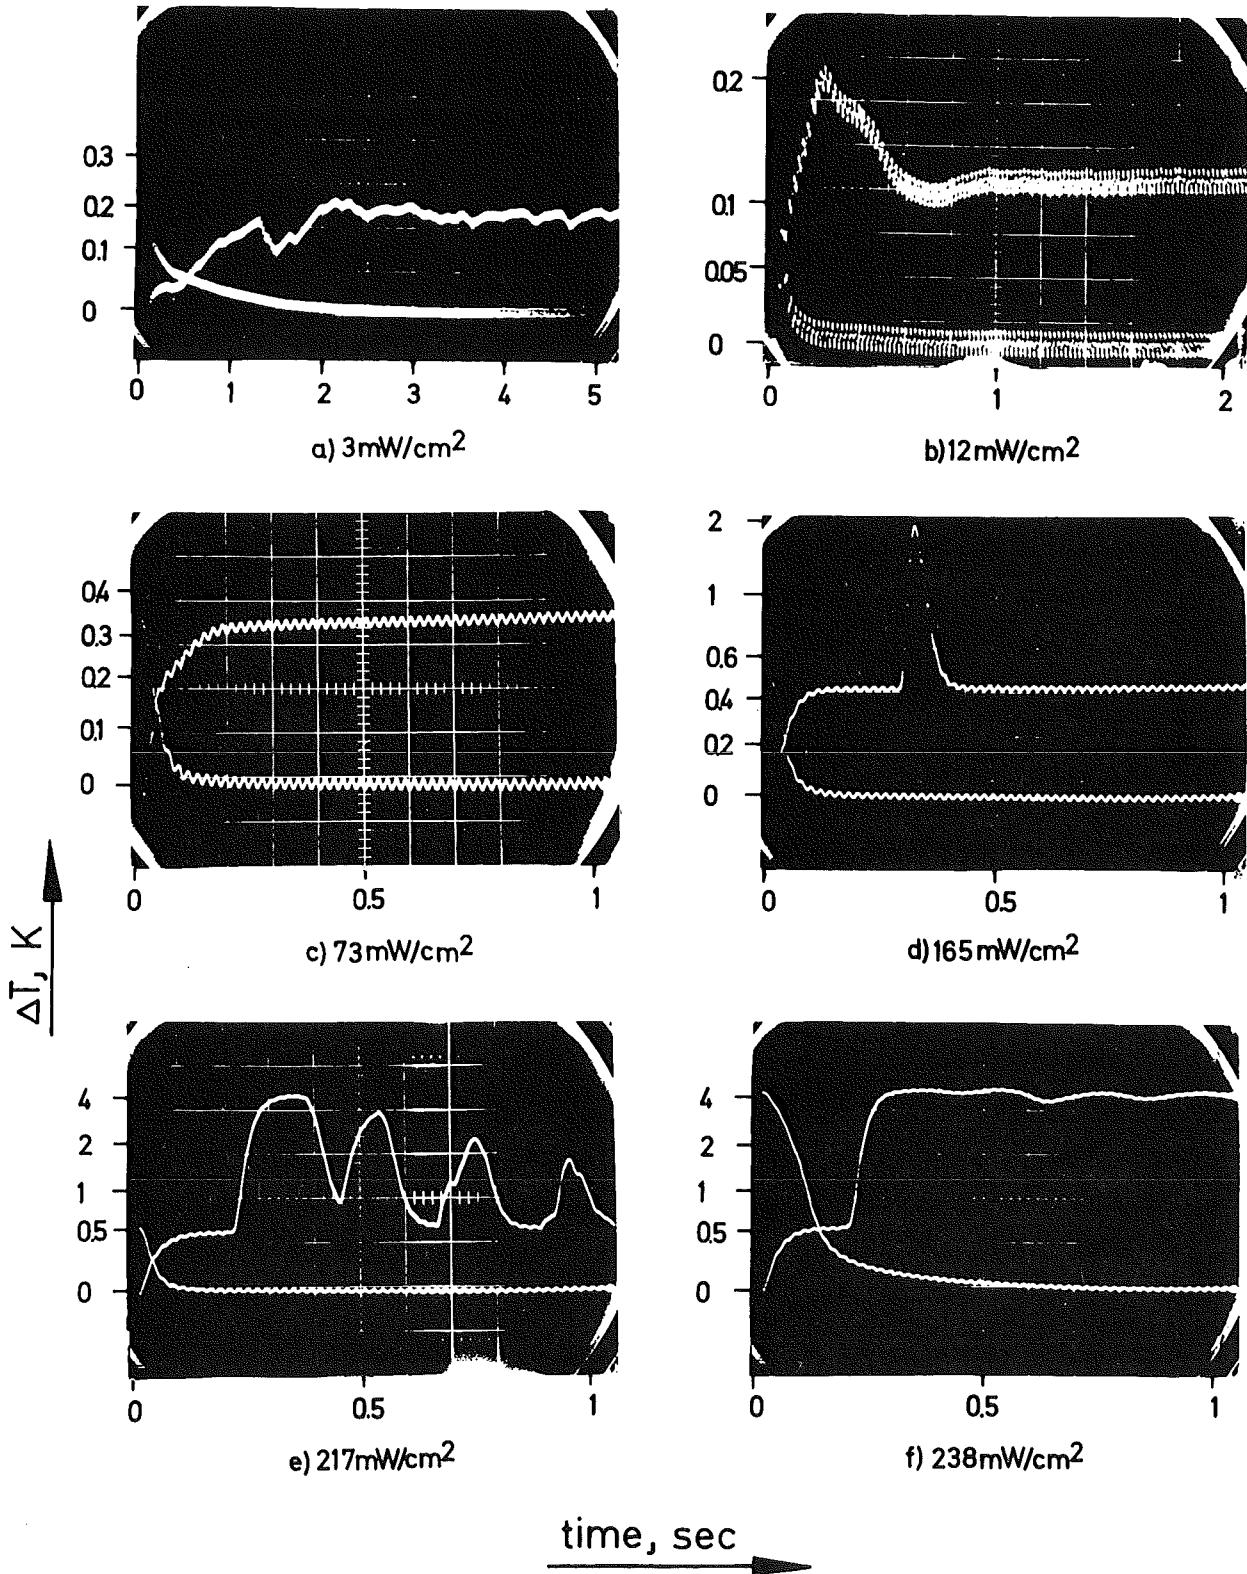 0.3
0.2
0.1
0
0 1 2 3 4 5
a) 3mW/cm²
0.2
0.1
0.05
0
0 1 2
b) 12mW/cm²
0.4
0.3
0.2
0.1
0
0 0.5 1
c) 73mW/cm²
2
1
0.6
0.4
0.2
0
0 0.5 1
d) 165mW/cm²
4
2
1
0.5
0
0 0.5 1
e) 217mW/cm²
4
2
1
0.5
0
0 0.5 1
f) 238mW/cm²
ΔT, K
time, sec